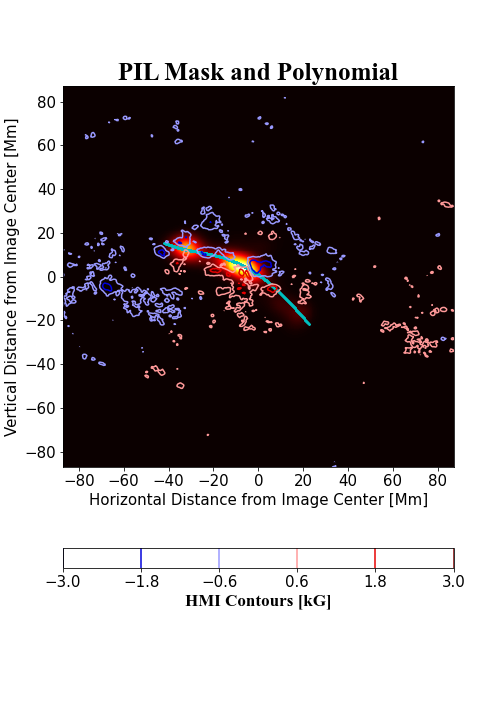 PIL Mask and Polynomial
Vertical Distance from Image Center [Mm]
80
60
40
20
0
−20
−40
−60
−80
−80 −60 −40 −20 0 20 40 60 80
Horizontal Distance from Image Center [Mm]
−3.0 −1.8 −0.6 0.6 1.8 3.0
HMI Contours [kG]